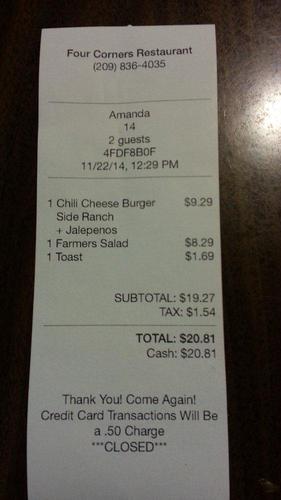 Four Corners Restaurant
(209) 836-4035
Amanda
14
2 guests
4FDF8B0F
11/22/14, 12:29 PM
1 Chili Cheese Burger $9.29
Side Ranch
+ Jalepenos
1 Farmers Salad $8.29
1 Toast $1.69
SUBTOTAL: $19.27
TAX: $1.54
TOTAL: $20.81
Cash: $20.81
Thank You! Come Again!
Credit Card Transactions Will Be
a .50 Charge
***CLOSED***